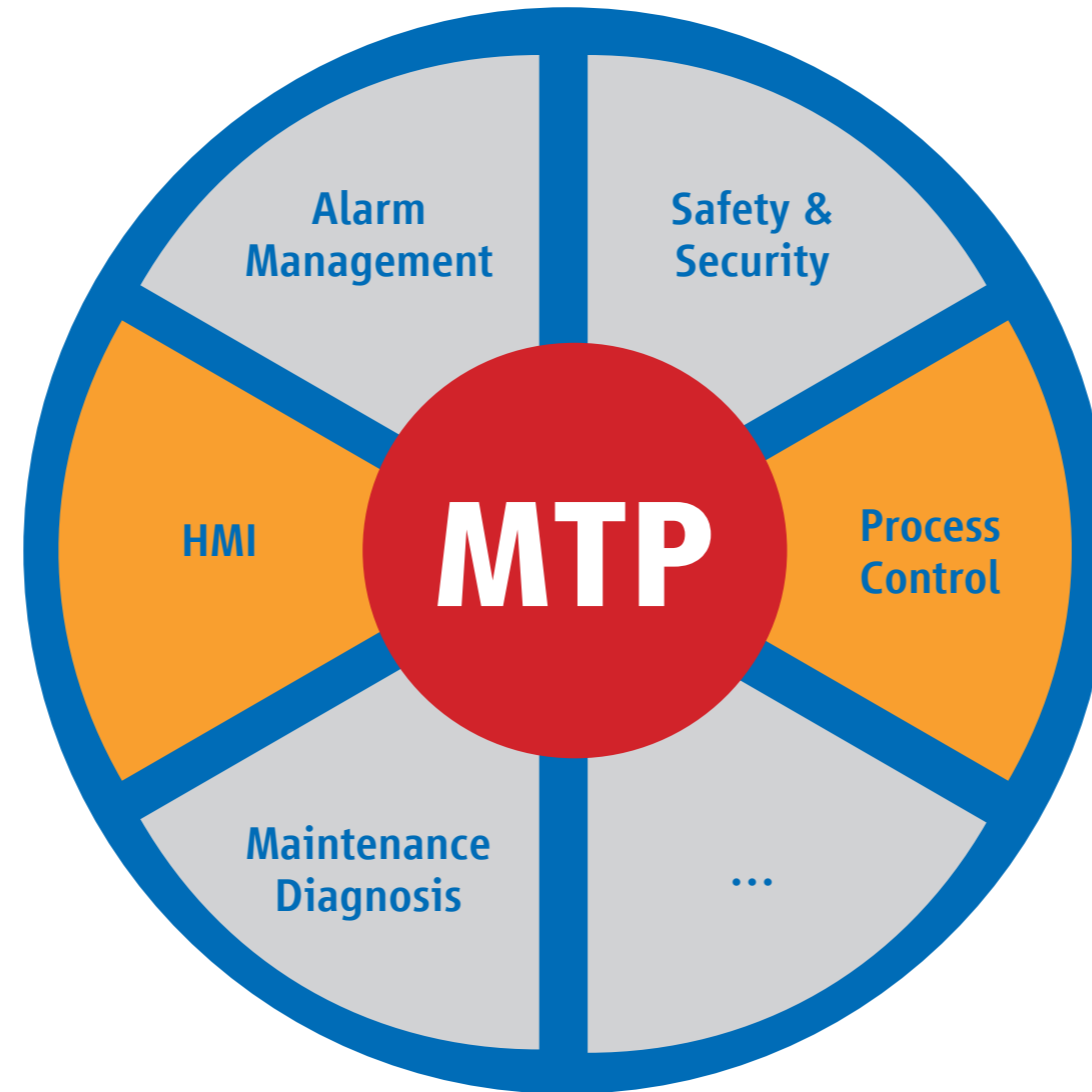 Alarm
Management
Safety &
Security
HMI
MTP
Process
Control
Maintenance
Diagnosis
...